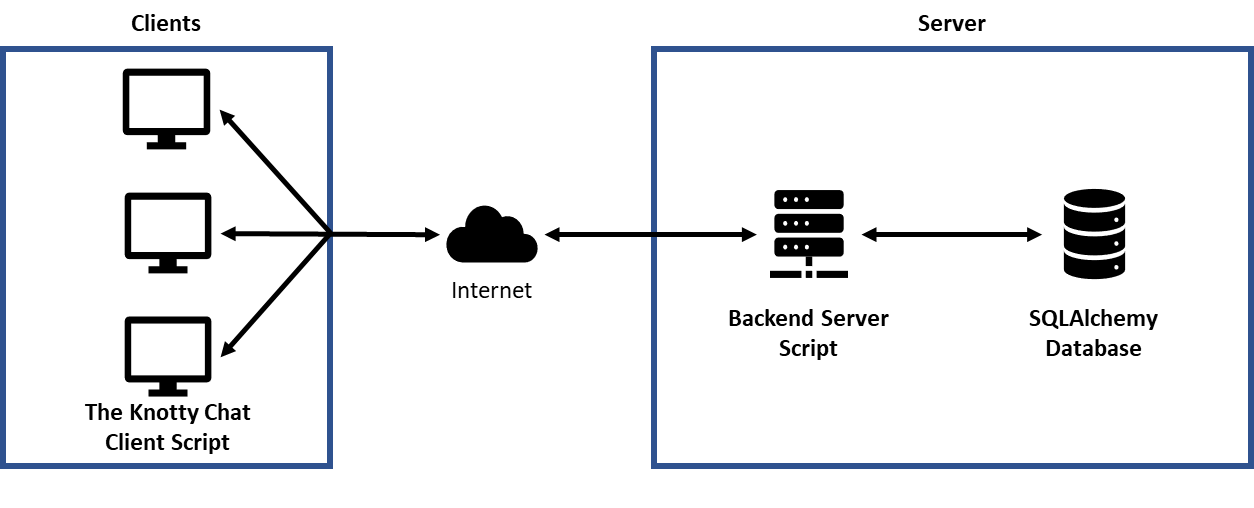 Clients
Server
Internet
Backend Server
Script
SQLAlchemy
Database
The Knotty Chat
Client Script